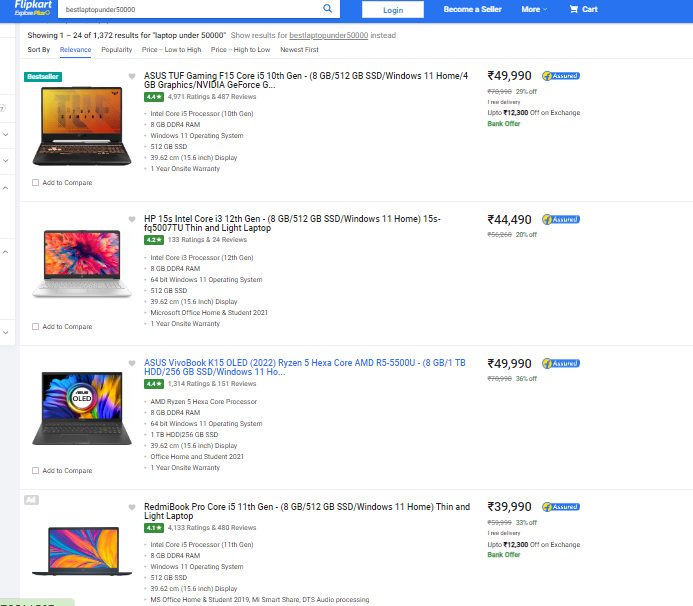 Flipkart
Explore Plus
bestlaptopunder50000
Login
Become a Seller
More
Cart
Showing 1 – 24 of 1,372 results for "laptop under 50000" Show results for bestlaptopunder50000 instead
Sort By Relevance Popularity Price -- Low to High Price -- High to Low Newest First
Bestseller
ASUS TUF Gaming F15 Core i5 10th Gen - (8 GB/512 GB SSD/Windows 11 Home/4
GB Graphics/NVIDIA GeForce G...
4.4★ 4,971 Ratings & 487 Reviews
Intel Core i5 Processor (10th Gen)
8 GB DDR4 RAM
Windows 11 Operating System
512 GB SSD
39.62 cm (15.6 inch) Display
1 Year Onsite Warranty
₹49,990 Assured
₹70,990 29% off
Free delivery
Upto ₹12,300 Off on Exchange
Bank Offer
Add to Compare
HP 15s Intel Core i3 12th Gen - (8 GB/512 GB SSD/Windows 11 Home) 15s-
fq5007TU Thin and Light Laptop
4.2★ 133 Ratings & 24 Reviews
Intel Core i3 Processor (12th Gen)
8 GB DDR4 RAM
64 bit Windows 11 Operating System
512 GB SSD
39.62 cm (15.6 Inch) Display
Microsoft Office Home & Student 2021
1 Year Onsite Warranty
₹44,490 Assured
₹56,268 20% off
Add to Compare
ASUS VivoBook K15 OLED (2022) Ryzen 5 Hexa Core AMD R5-5500U - (8 GB/1 TB
HDD/256 GB SSD/Windows 11 Ho...
4.4★ 1,314 Ratings & 151 Reviews
AMD Ryzen 5 Hexa Core Processor
8 GB DDR4 RAM
64 bit Windows 11 Operating System
1 TB HDD|256 GB SSD
39.62 cm (15.6 inch) Display
Office Home and Student 2021
1 Year Onsite Warranty
₹49,990 Assured
₹78,990 36% off
ASUS
OLED
Add to Compare
Ad
RedmiBook Pro Core i5 11th Gen - (8 GB/512 GB SSD/Windows 11 Home) Thin and
Light Laptop
4.1★ 4,133 Ratings & 480 Reviews
Intel Core i5 Processor (11th Gen)
8 GB DDR4 RAM
Windows 11 Operating System
512 GB SSD
39.62 cm (15.6 inch) Display
MS Office Home & Student 2019, Mi Smart Share, DTS Audio processing
₹39,990 Assured
₹59,999 33% off
Free delivery
Upto ₹12,300 Off on Exchange
Bank Offer